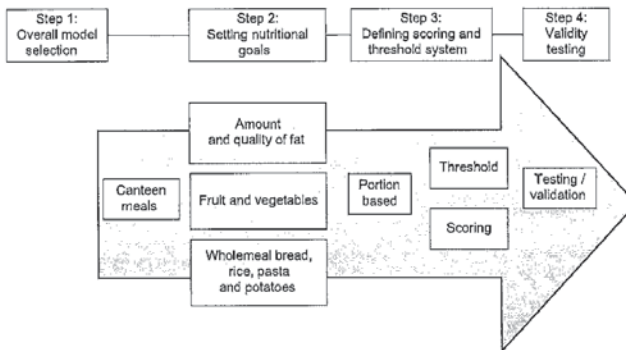 Step 1:
Overall model
selection
Step 2:
Setting nutritional
goals
Step 3:
Defining scoring and
threshold system
Step 4:
Validity
testing
Canteen
meals
Amount
and quality of fat
Fruit and vegetables
Wholemeal bread,
rice, pasta
and potatoes
Portion
based
Threshold
Scoring
Testing /
validation